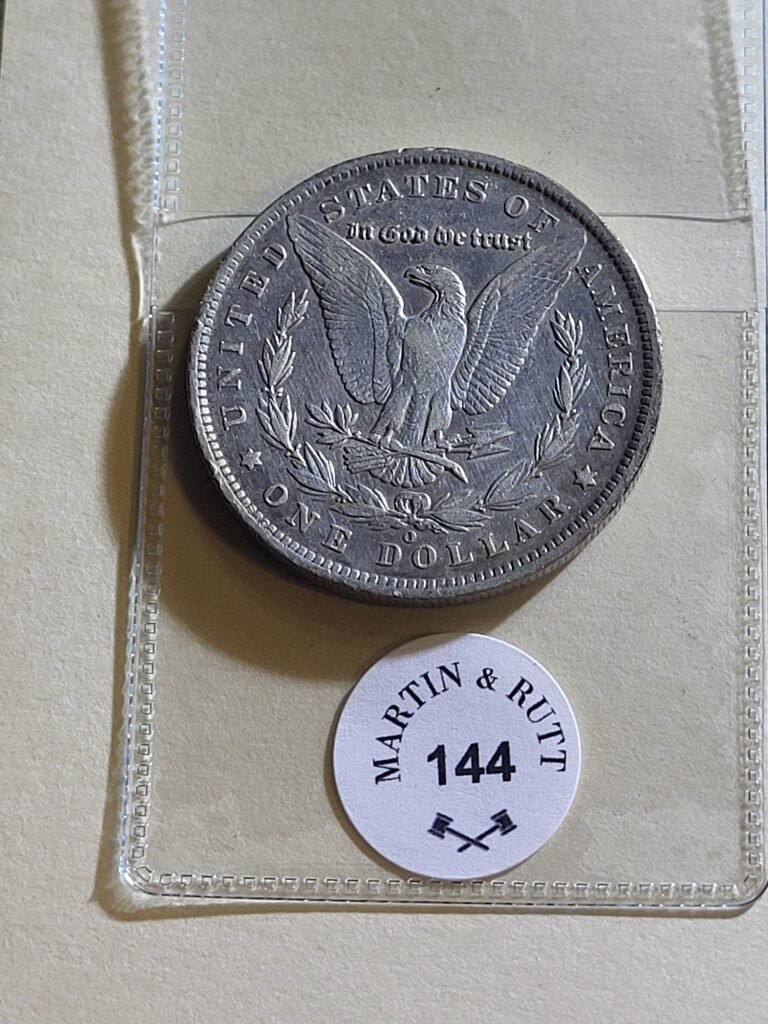 UNITED STATES OF AMERICA
In God we trust
O
ONE DOLLAR
MARTIN & RUTT
144